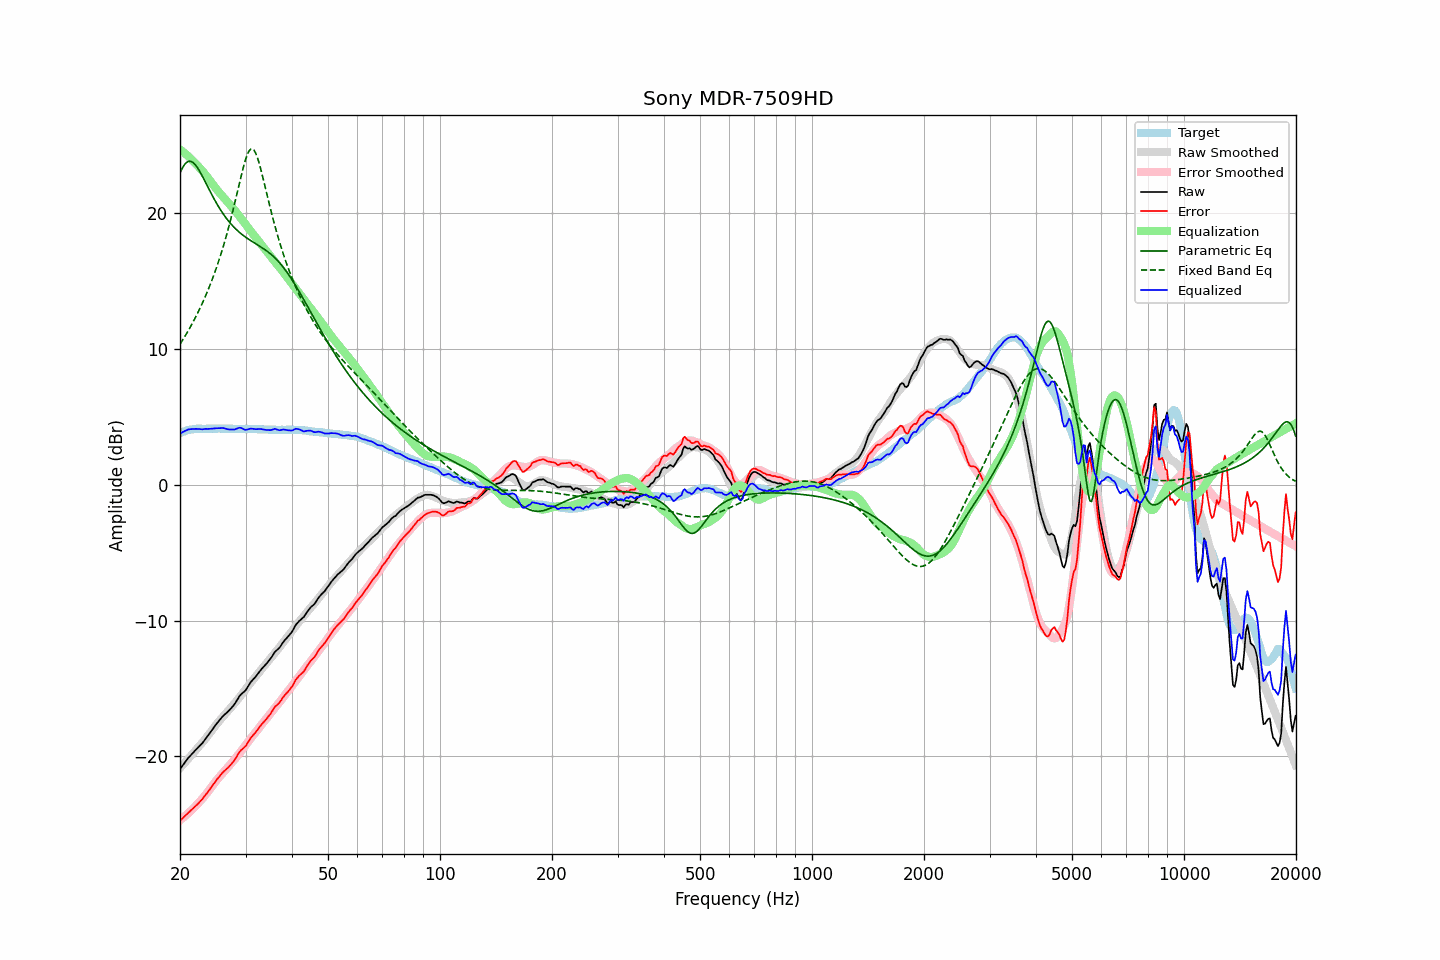 Sony MDR-7509HD
Target
Raw Smoothed
Error Smoothed
Raw
Error
Equalization
Parametric Eq
Fixed Band Eq
Equalized
Amplitude (dBr)
20
10
0
−10
−20
20 50 100 200 500 1000 2000 5000 10000 20000
Frequency (Hz)